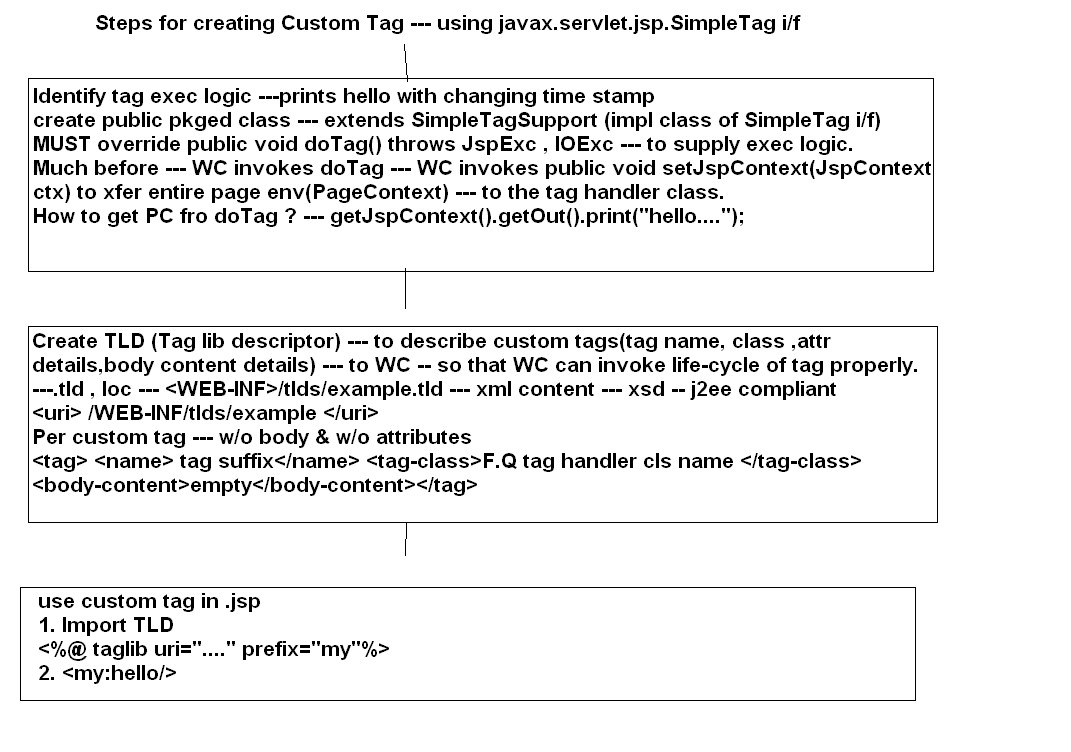 Steps for creating Custom Tag --- using javax.servlet.jsp.SimpleTag i/f
Identify tag exec logic ---prints hello with changing time stamp
create public pkged class --- extends SimpleTagSupport (impl class of SimpleTag i/f)
MUST override public void doTag() throws JspExc , IOExc --- to supply exec logic.
Much before --- WC invokes doTag --- WC invokes public void setJspContext(JspContext
ctx) to xfer entire page env(PageContext) --- to the tag handler class.
How to get PC fro doTag ? --- getJspContext().getOut().print("hello....");
Create TLD (Tag lib descriptor) --- to describe custom tags(tag name, class ,attr
details,body content details) --- to WC -- so that WC can invoke life-cycle of tag properly.
---.tld , loc --- <WEB-INF>/tlds/example.tld --- xml content --- xsd -- j2ee compliant
<uri> /WEB-INF/tlds/example </uri>
Per custom tag --- w/o body & w/o attributes
<tag> <name> tag suffix</name> <tag-class>F.Q tag handler cls name </tag-class>
<body-content>empty</body-content></tag>
use custom tag in .jsp
1. Import TLD
<%@ taglib uri="...." prefix="my"%>
2. <my:hello/>